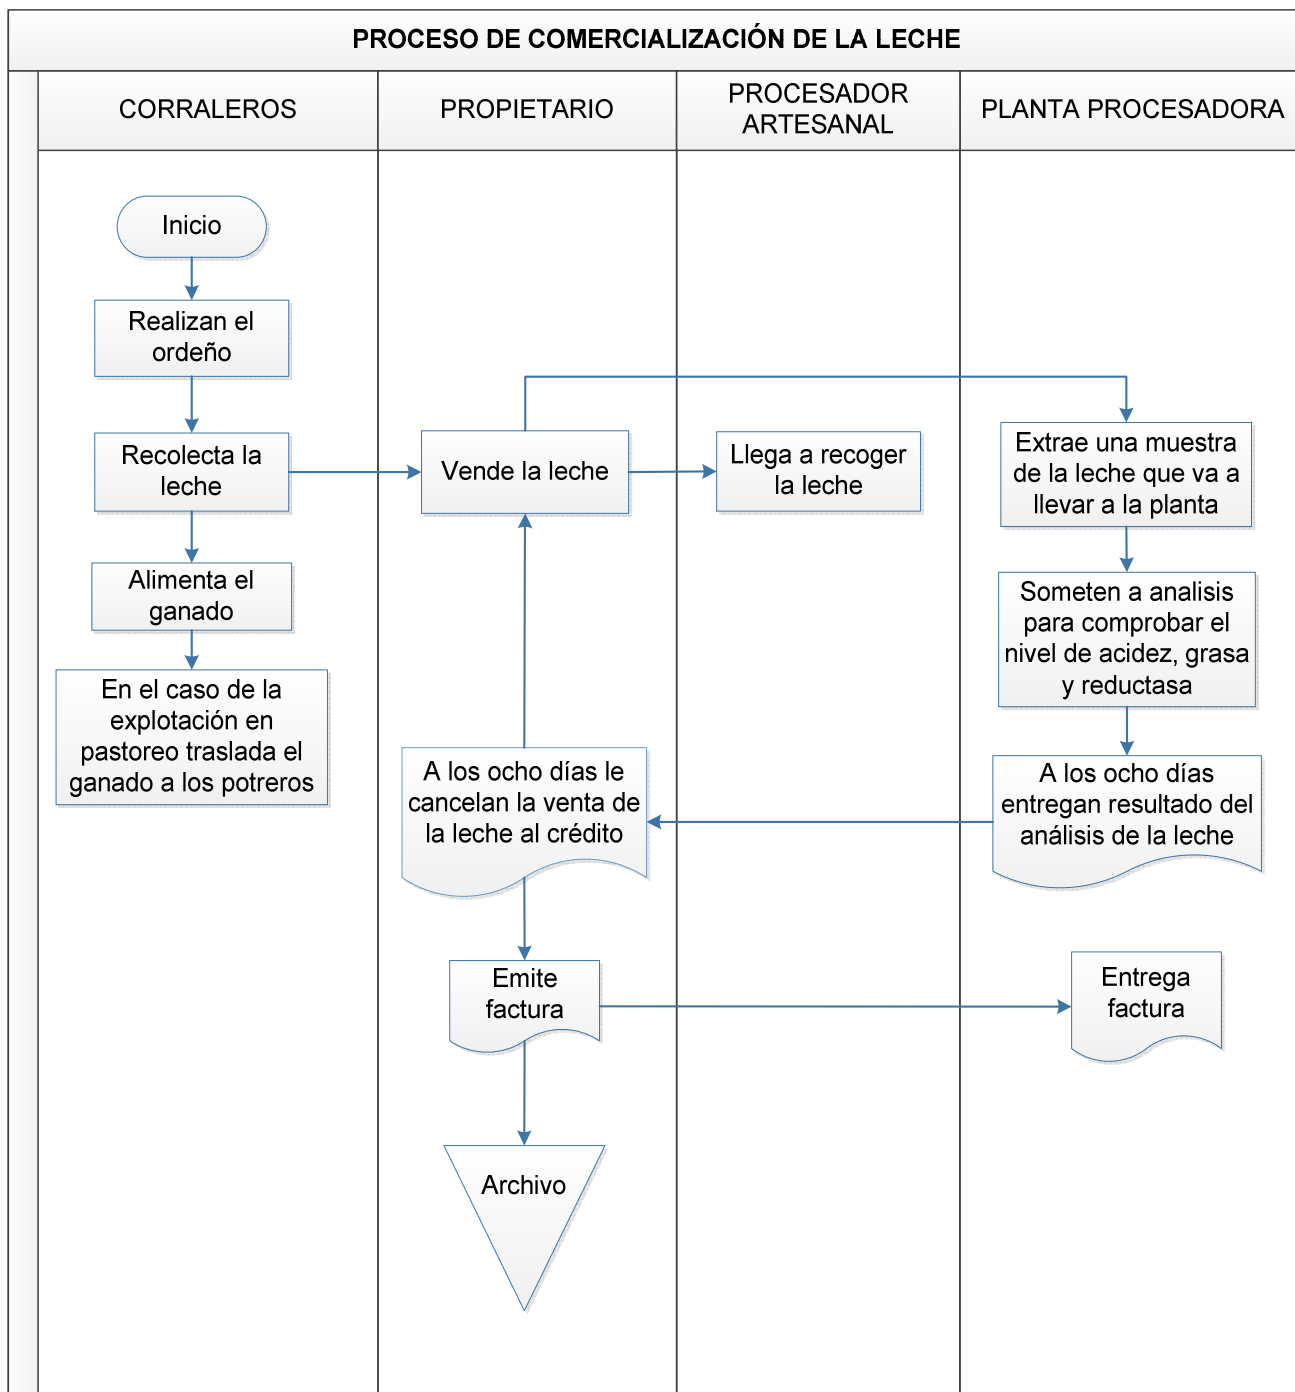 PROCESO DE COMERCIALIZACIÓN DE LA LECHE
CORRALEROS
PROPIETARIO
PROCESADOR
ARTESANAL
PLANTA PROCESADORA
Inicio
Realizan el
ordeño
Recolecta la
leche
Alimenta el
ganado
En el caso de la
explotación en
pastoreo traslada el
ganado a los potreros
Vende la leche
A los ocho días le
cancelan la venta de
la leche al crédito
Emite
factura
Archivo
Llega a recoger
la leche
Extrae una muestra
de la leche que va a
llevar a la planta
Someten a analisis
para comprobar el
nivel de acidez, grasa
y reductasa
A los ocho días
entregan resultado del
análisis de la leche
Entrega
factura